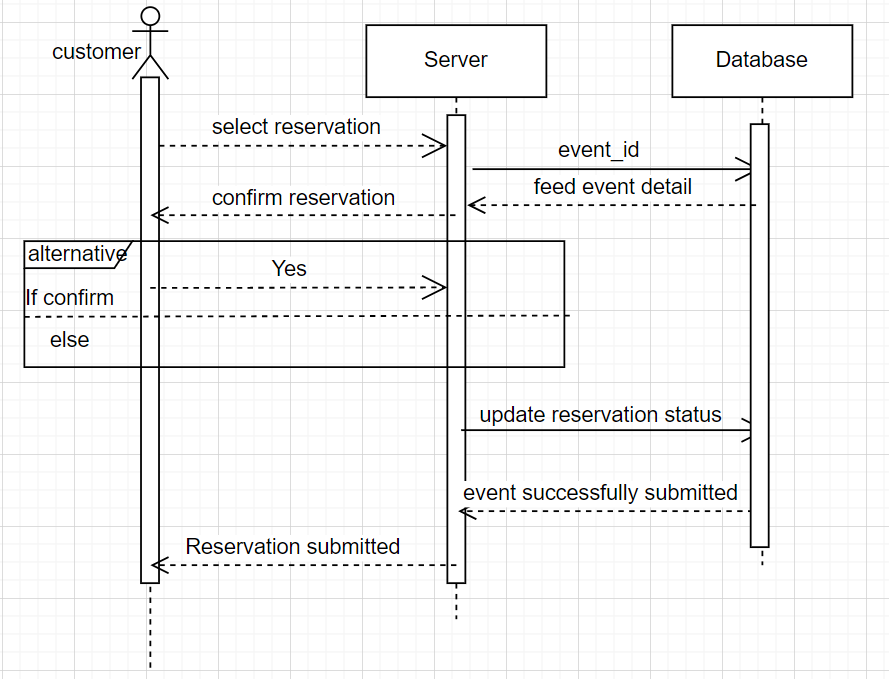 customer
Server
Database
select reservation
event_id
feed event detail
confirm reservation
alternative
Yes
If confirm
else
update reservation status
event successfully submitted
Reservation submitted